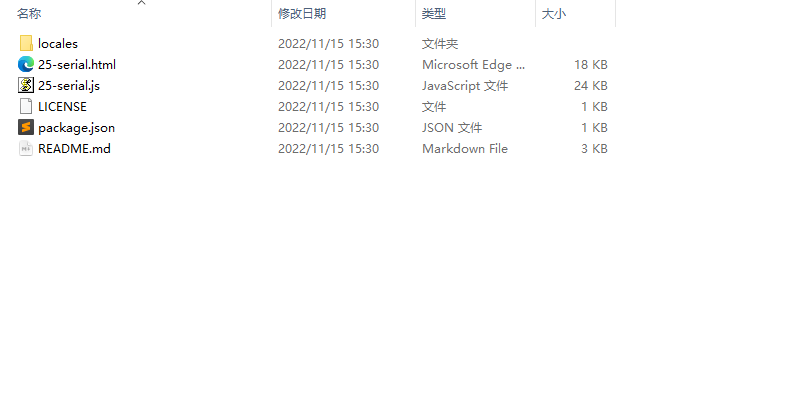 名称 修改日期 类型 大小
locales 2022/11/15 15:30 文件夹
25-serial.html 2022/11/15 15:30 Microsoft Edge ... 18 KB
25-serial.js 2022/11/15 15:30 JavaScript 文件 24 KB
LICENSE 2022/11/15 15:30 文件 1 KB
package.json 2022/11/15 15:30 JSON 文件 1 KB
README.md 2022/11/15 15:30 Markdown File 3 KB